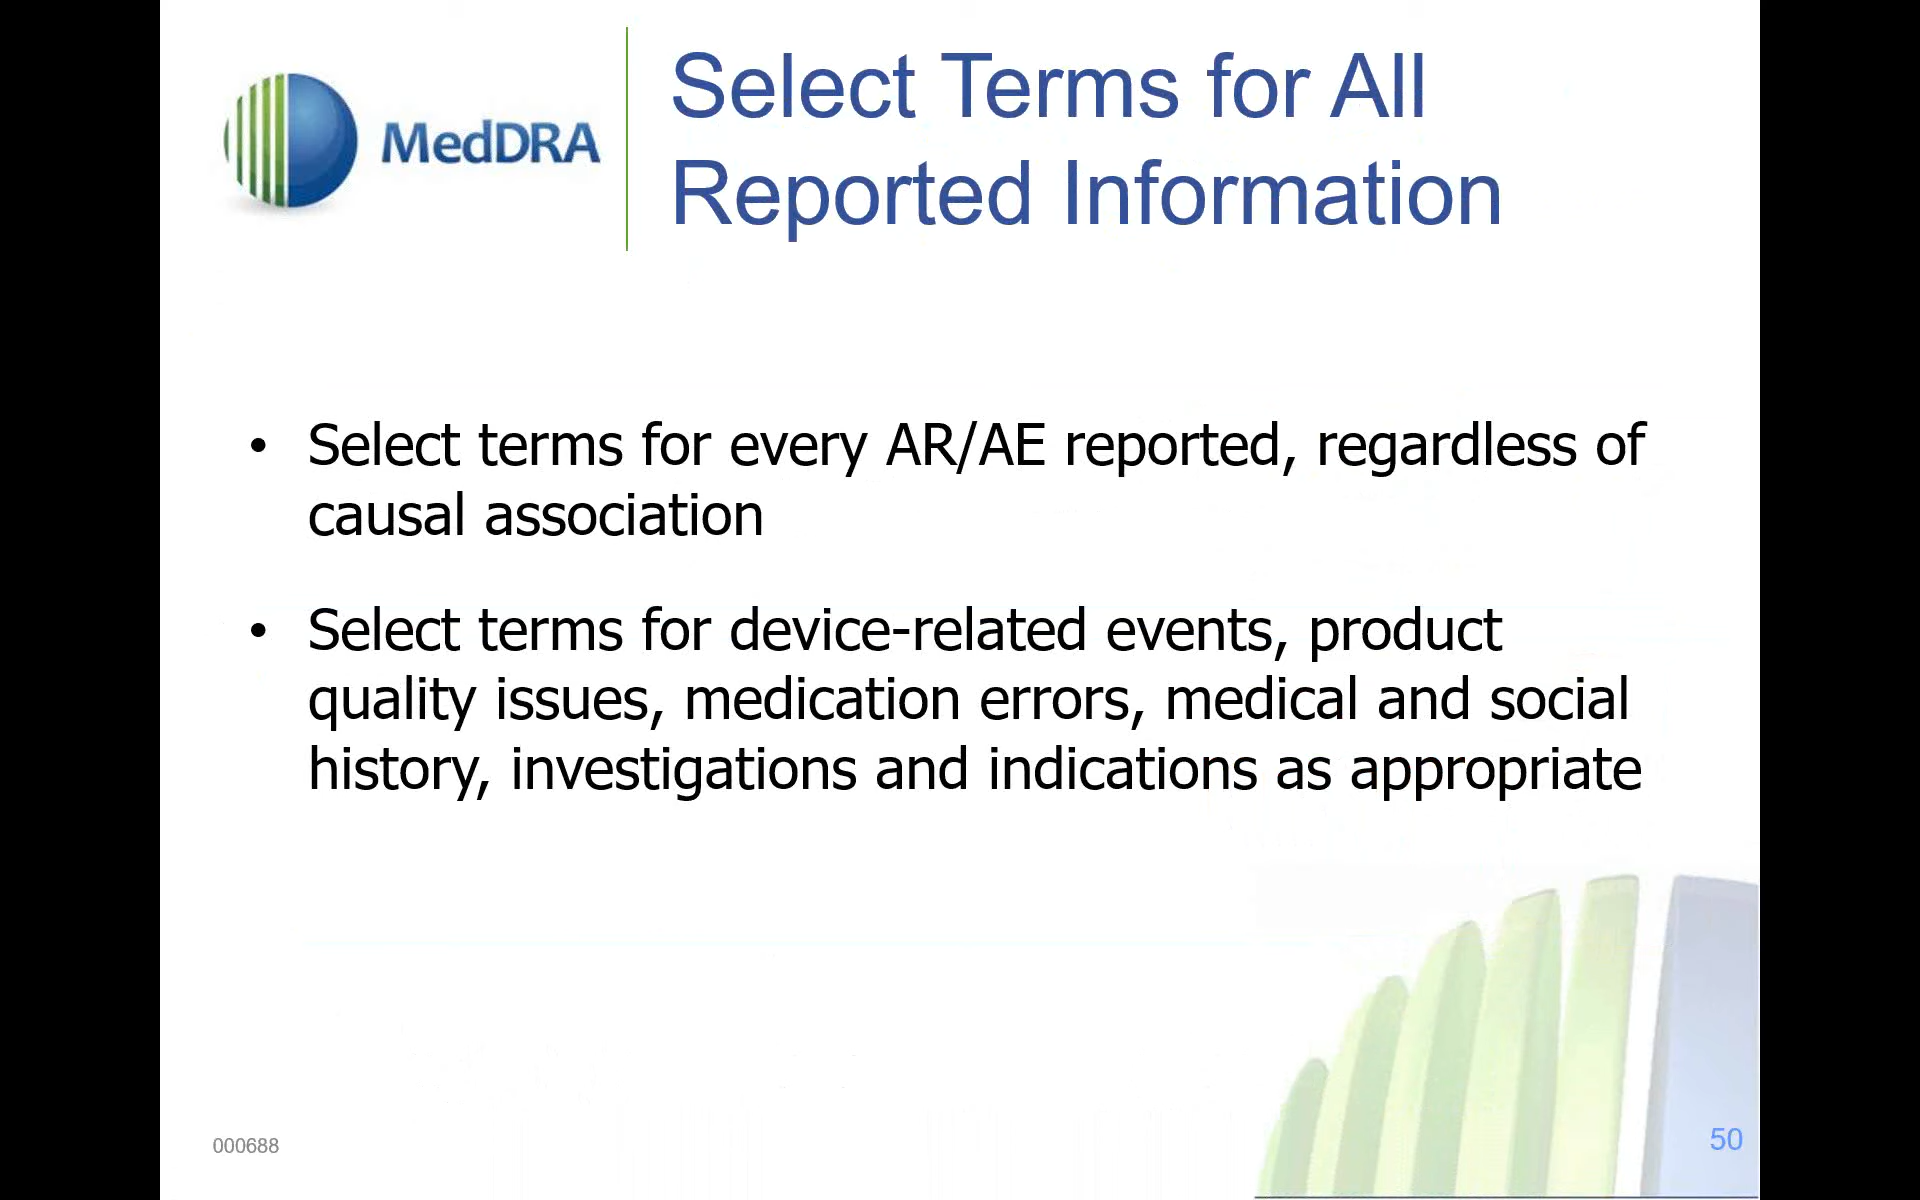 MedDRA
Select Terms for All
Reported Information
• Select terms for every AR/AE reported, regardless of
causal association
• Select terms for device-related events, product
quality issues, medication errors, medical and social
history, investigations and indications as appropriate
000688
50